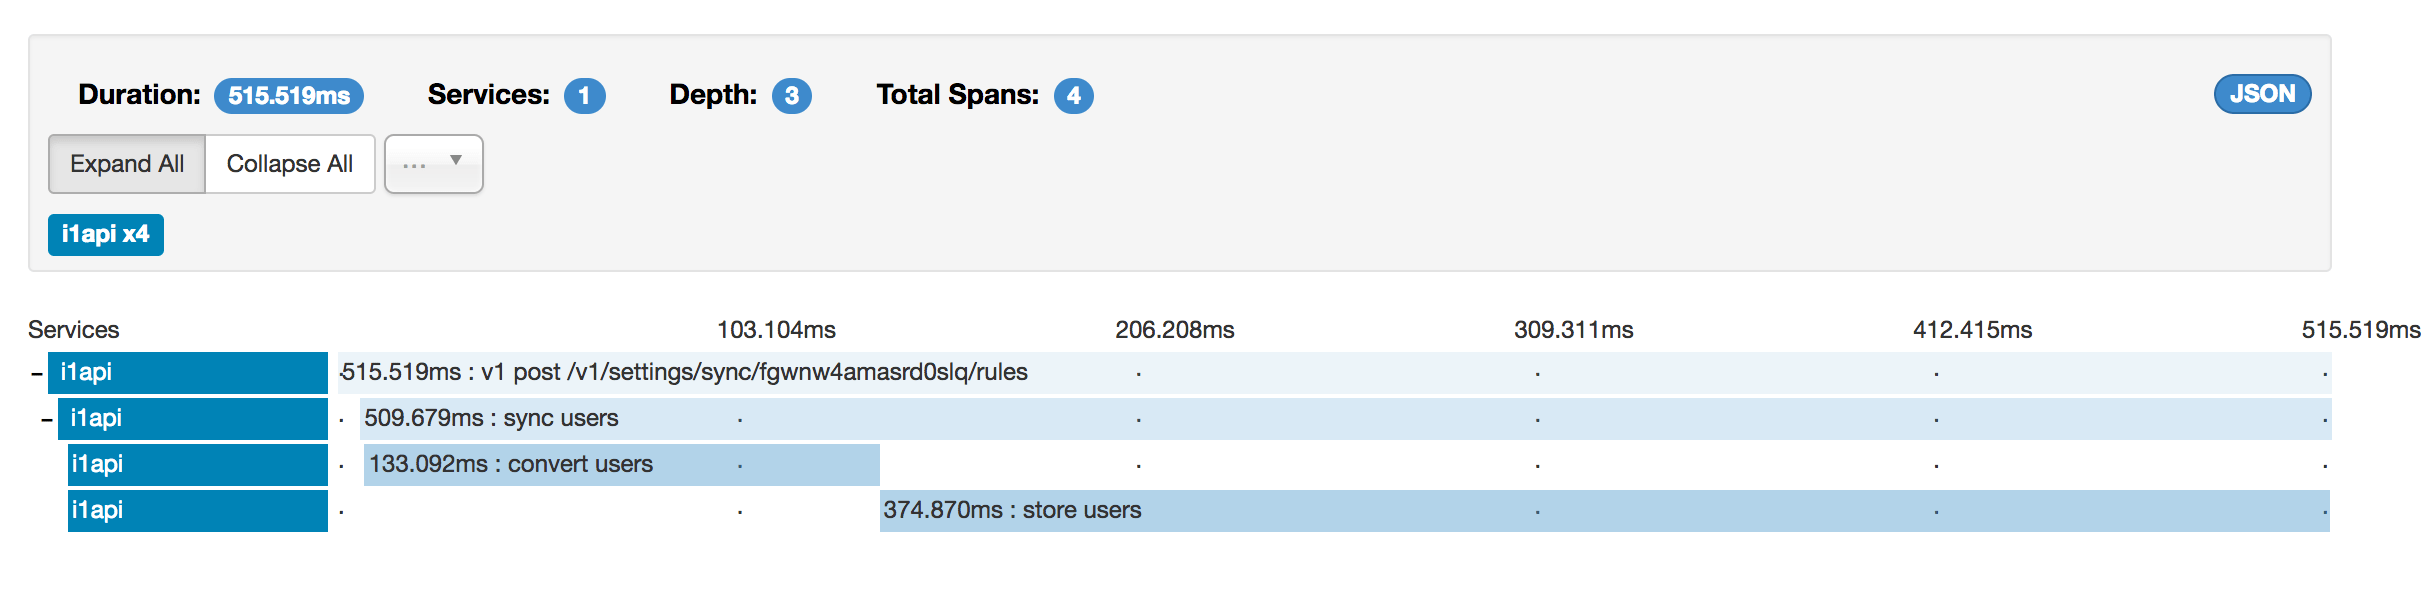 Duration: 515.519ms Services: 1 Depth: 3 Total Spans: 4 JSON
Expand All Collapse All ...
i1api x4
Services 103.104ms 206.208ms 309.311ms 412.415ms 515.519ms
i1api 515.519ms : v1 post /v1/settings/sync/fgwnw4amasrd0slq/rules
i1api 509.679ms : sync users
i1api 133.092ms : convert users
i1api 374.870ms : store users